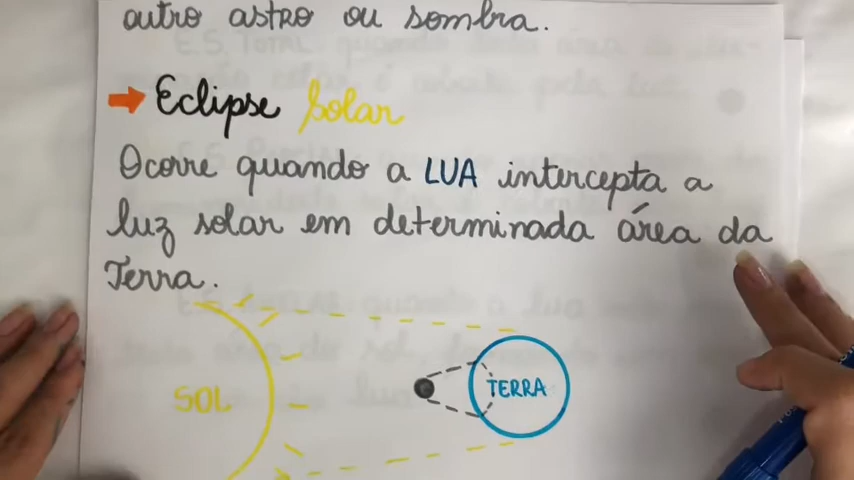 outro astro ou sombra.
Eclipse Solar
Ocorre quando a LUA intercepta a
luz solar em determinada área da
Terra.
SOL
TERRA